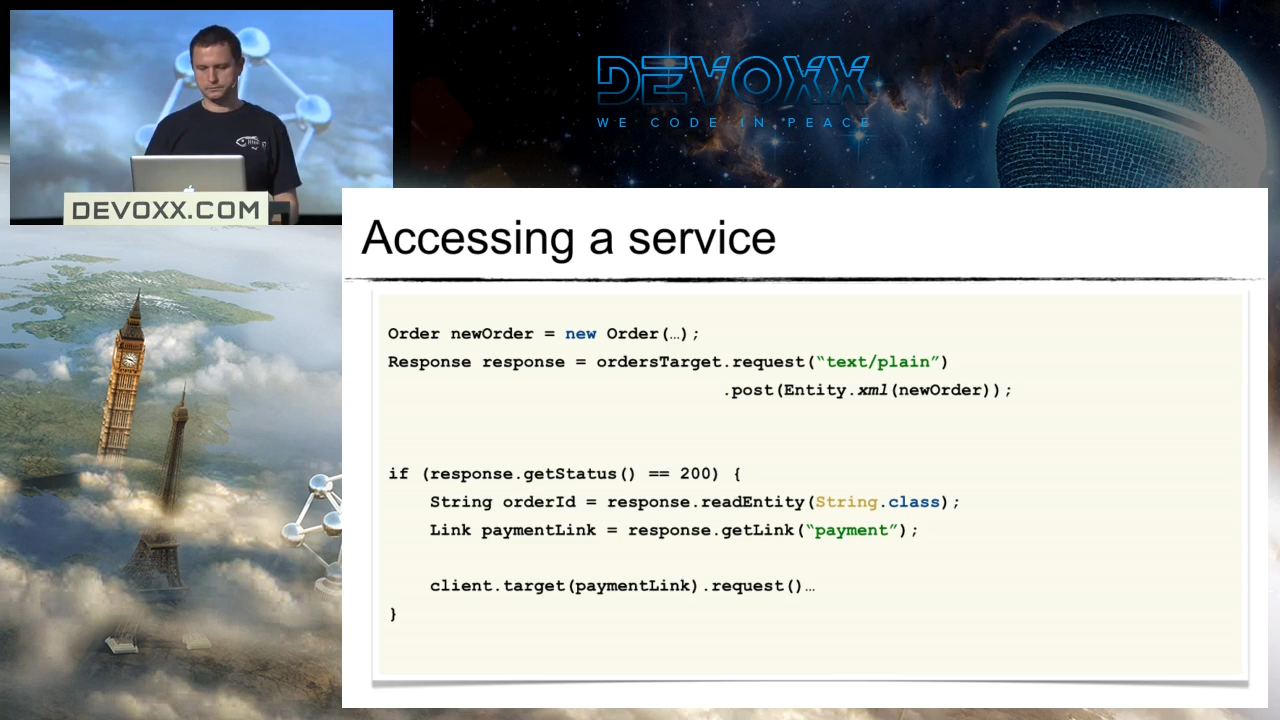 DEVOXX
WE CODE IN PEACE
DEVOXX.COM
Accessing a service
Order newOrder = new Order(…);
Response response = ordersTarget.request(“text/plain”)
.post(Entity.xml(newOrder));
if (response.getStatus() == 200) {
String orderId = response.readEntity(String.class);
Link paymentLink = response.getLink(“payment”);
client.target(paymentLink).request()…
}